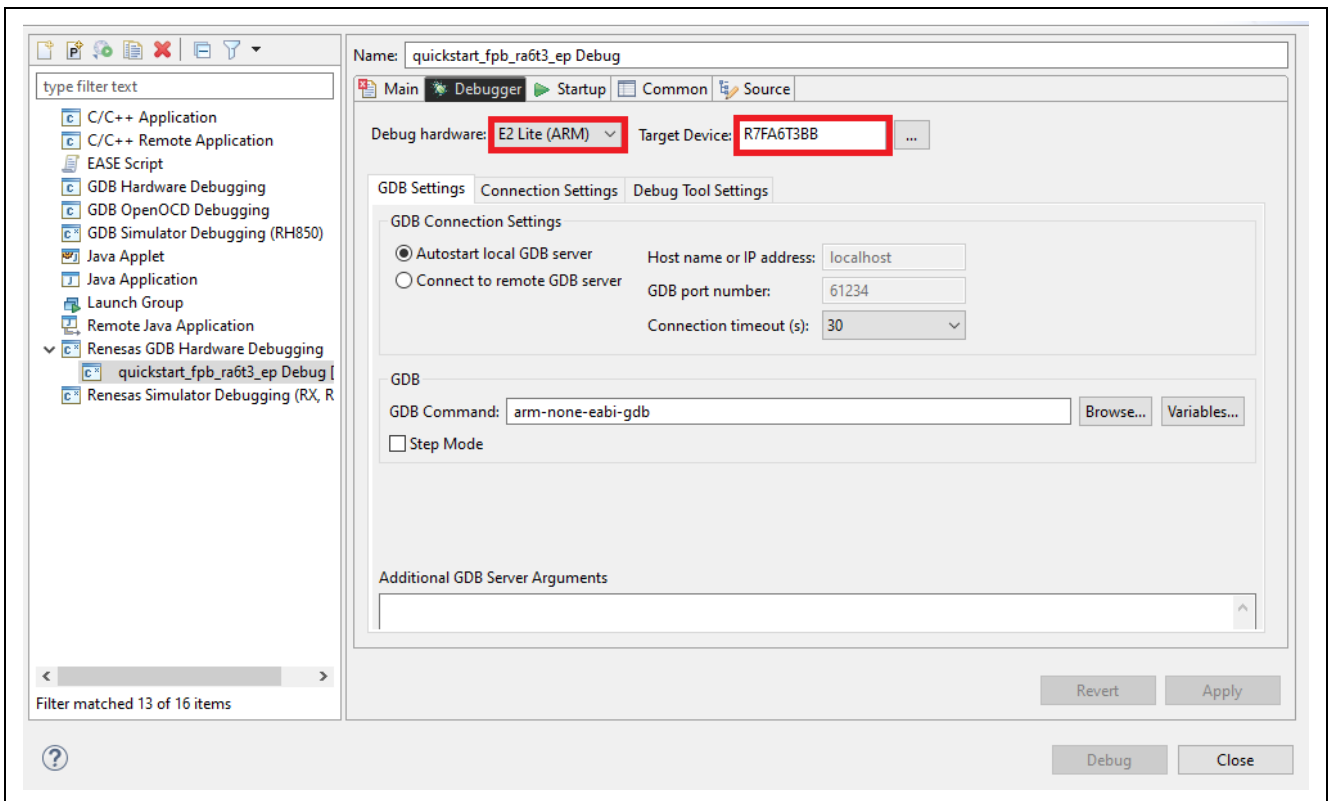 Name: quickstart_fpb_ra6t3_ep Debug
type filter text
C/C++ Application
C/C++ Remote Application
EASE Script
GDB Hardware Debugging
GDB OpenOCD Debugging
GDB Simulator Debugging (RH850)
Java Applet
Java Application
Launch Group
Remote Java Application
Renesas GDB Hardware Debugging
quickstart_fpb_ra6t3_ep Debug [
Renesas Simulator Debugging (RX, R
Filter matched 13 of 16 items
Main Debugger Startup Common Source
Debug hardware: E2 Lite (ARM) Target Device: R7FA6T3BB ...
GDB Settings Connection Settings Debug Tool Settings
GDB Connection Settings
Autostart local GDB server Host name or IP address: localhost
Connect to remote GDB server GDB port number: 61234
Connection timeout (s): 30
GDB
GDB Command: arm-none-eabi-gdb Browse... Variables...
Step Mode
Additional GDB Server Arguments
Revert Apply
? Debug Close